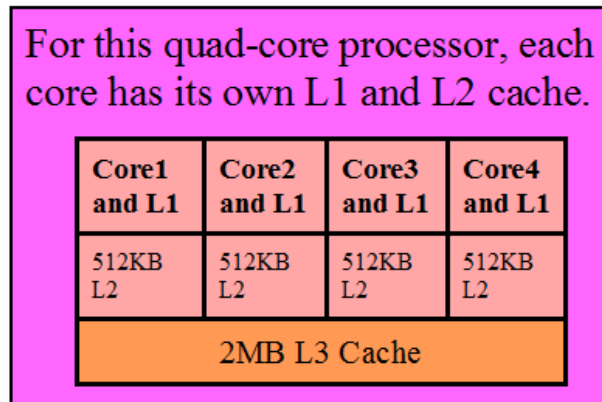 For this quad-core processor, each
core has its own L1 and L2 cache.
Core1 and L1
Core2 and L1
Core3 and L1
Core4 and L1
512KB L2
512KB L2
512KB L2
512KB L2
2MB L3 Cache